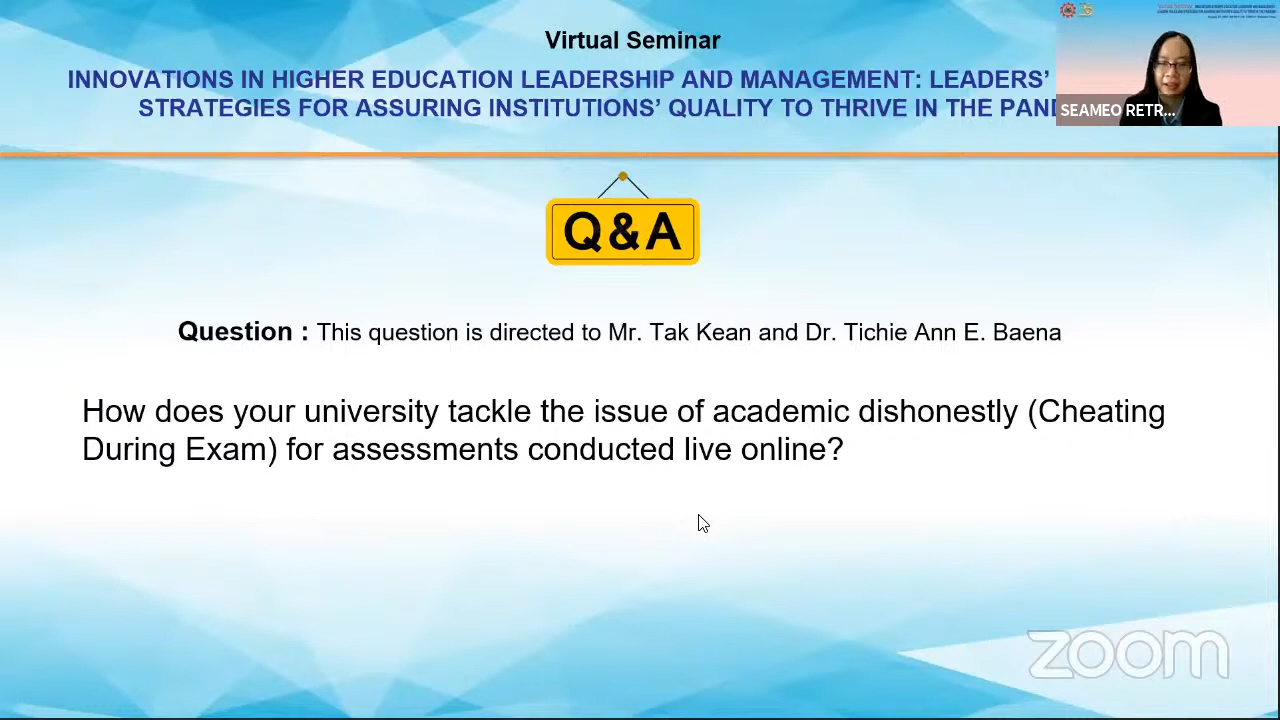 Virtual Seminar
INNOVATIONS IN HIGHER EDUCATION LEADERSHIP AND MANAGEMENT: LEADERS'
STRATEGIES FOR ASSURING INSTITUTIONS' QUALITY TO THRIVE IN THE PAN
SEAMEO RETR...
Q&A
Question : This question is directed to Mr. Tak Kean and Dr. Tichie Ann E. Baena
How does your university tackle the issue of academic dishonestly (Cheating
During Exam) for assessments conducted live online?
zoom